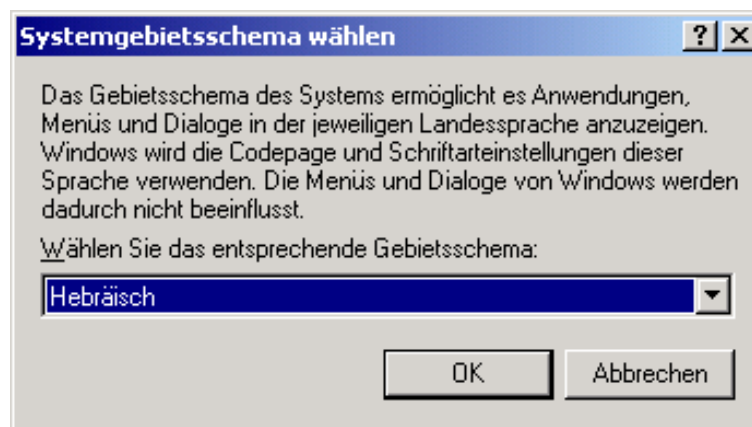 Systemgebietsschema wählen
Das Gebietsschema des Systems ermöglicht es Anwendungen,
Menüs und Dialoge in der jeweiligen Landessprache anzuzeigen.
Windows wird die Codepage und Schriftarteinstellungen dieser
Sprache verwenden. Die Menüs und Dialoge von Windows werden
dadurch nicht beeinflusst.
Wählen Sie das entsprechende Gebietsschema:
Hebräisch
OK
Abbrechen